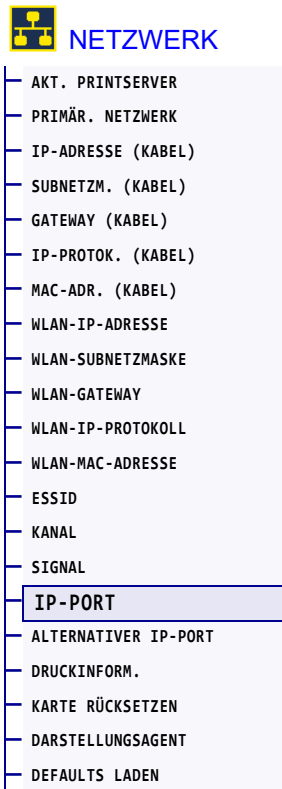 NETZWERK
AKT. PRINTSERVER
PRIMÄR. NETZWERK
IP-ADRESSE (KABEL)
SUBNETZM. (KABEL)
GATEWAY (KABEL)
IP-PROTOK. (KABEL)
MAC-ADR. (KABEL)
WLAN-IP-ADRESSE
WLAN-SUBNETZMASKE
WLAN-GATEWAY
WLAN-IP-PROTOKOLL
WLAN-MAC-ADRESSE
ESSID
KANAL
SIGNAL
IP-PORT
ALTERNATIVER IP-PORT
DRUCKINFORM.
KARTE RÜCKSETZEN
DARSTELLUNGSAGENT
DEFAULTS LADEN